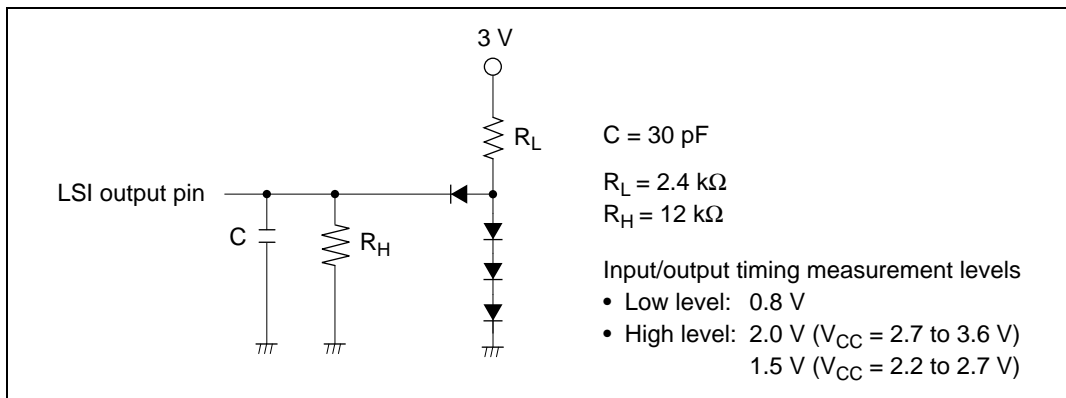 3 V
R_L
LSI output pin
C
R_H
C = 30 pF
R_L = 2.4 kΩ
R_H = 12 kΩ
Input/output timing measurement levels
• Low level: 0.8 V
• High level: 2.0 V (V_CC = 2.7 to 3.6 V)
1.5 V (V_CC = 2.2 to 2.7 V)